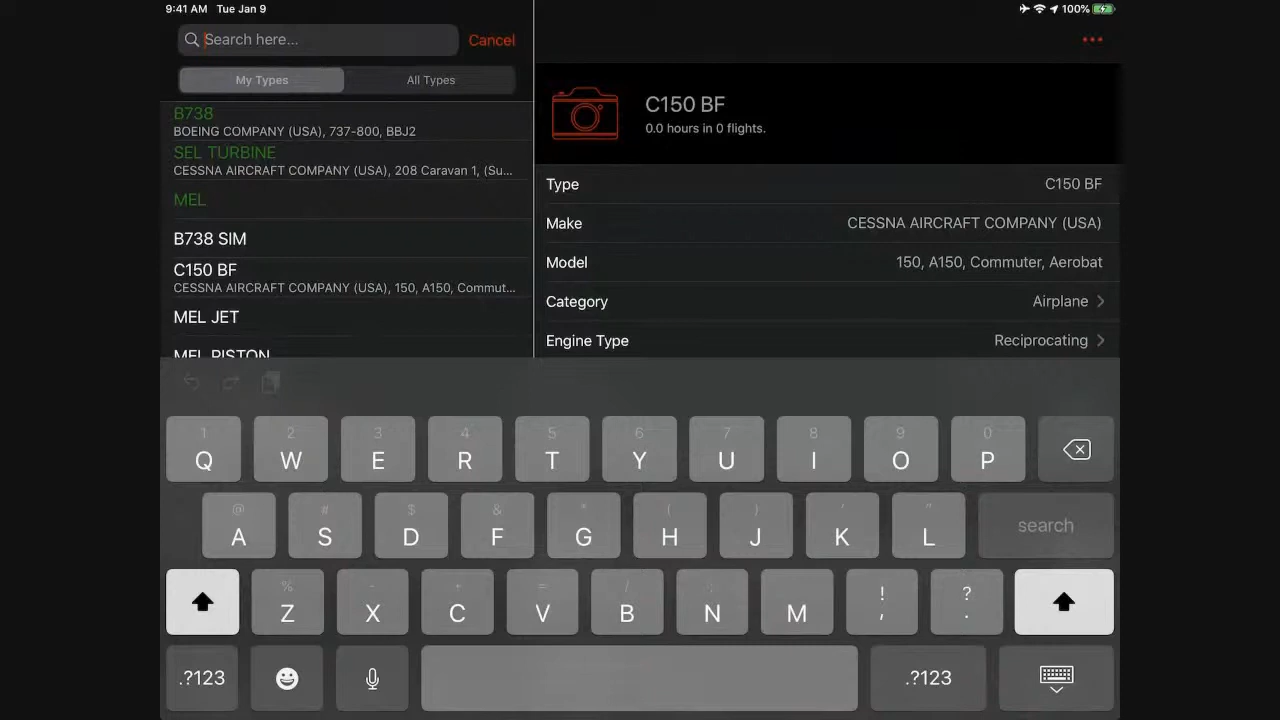 9:41 AM Tue Jan 9
100%
Search here...
Cancel
My Types
All Types
B738
BOEING COMPANY (USA), 737-800, BBJ2
SEL TURBINE
CESSNA AIRCRAFT COMPANY (USA), 208 Caravan 1, (Su...
MEL
B738 SIM
C150 BF
CESSNA AIRCRAFT COMPANY (USA), 150, A150, Commut...
MEL JET
MEL PISTON
C150 BF
0.0 hours in 0 flights.
Type C150 BF
Make CESSNA AIRCRAFT COMPANY (USA)
Model 150, A150, Commuter, Aerobat
Category Airplane
Engine Type Reciprocating
1 2 3 4 5 6 7 8 9 0
Q W E R T Y U I O P
@ # $ & * ( ) ' "
A S D F G H J K L search
% - + = / ; ! ?
Z X C V B N M , .
.?123 .?123